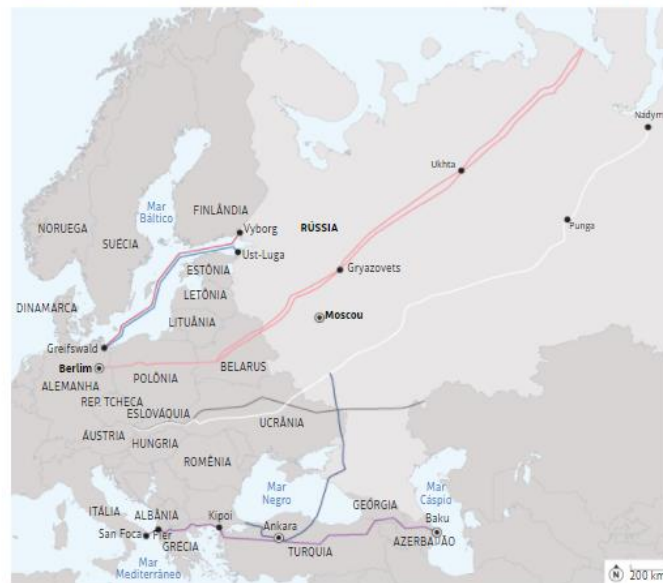 Nadym
Ukhta
FINLÂNDIA
Mar
Báltico
NORUEGA
SUÉCIA
Vyborg
RÚSSIA
Punga
Ust-Luga
ESTÔNIA
Gryazovets
LETÔNIA
DINAMARCA
LITUÂNIA
Moscou
Greifswald
Berlim
BELARUS
ALEMANHA
POLÔNIA
REP. TCHECA
ESLOVÁQUIA
UCRÂNIA
ÁUSTRIA
HUNGRIA
ROMÊNIA
Mar
Negro
GEÓRGIA
Mar
Cáspio
ITÁLIA
ALBÂNIA
Kipoi
Ankara
Baku
San Foca
Fier
GRÉCIA
TURQUIA
AZERBAIJÃO
Mar
Mediterrâneo
N
200 km